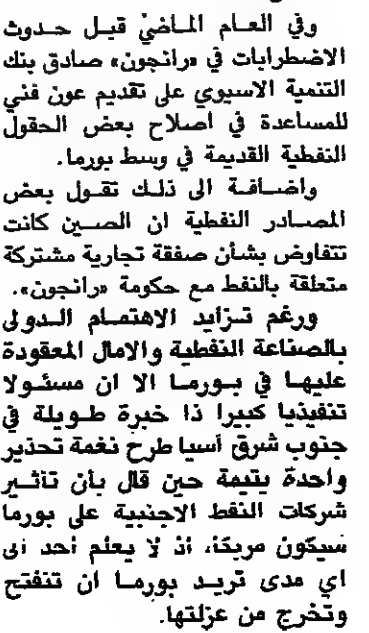 وفي العام الماضي قبل حدوث
الاضطرابات في «رانجون» صادق بنك
التنمية الاسيوي على تقديم عون فني
للمساعدة في اصلاح بعض الحقول
النفطية القديمة في وسط بورما.
واضافة الى ذلك تقول بعض
المصادر النفطية ان الصين كانت
تتفاوض بشأن صفقة تجارية مشتركة
متعلقة بالنفط مع حكومة «رانجون».
ورغم تزايد الاهتمام الدولى
بالصناعة النفطية والامال المعقودة
عليها في بورما الا ان مسئولا
تنفيذيا كبيرا ذا خبرة طويلة في
جنوب شرق أسيا طرح نغمة تحذير
واحدة يتيمة حين قال بأن تأثير
شركات النفط الاجنبية على بورما
سيكون مربكا، اذ لا يعلم أحد الى
اي مدى تريد بورما ان تنفتح
وتخرج من عزلتها.